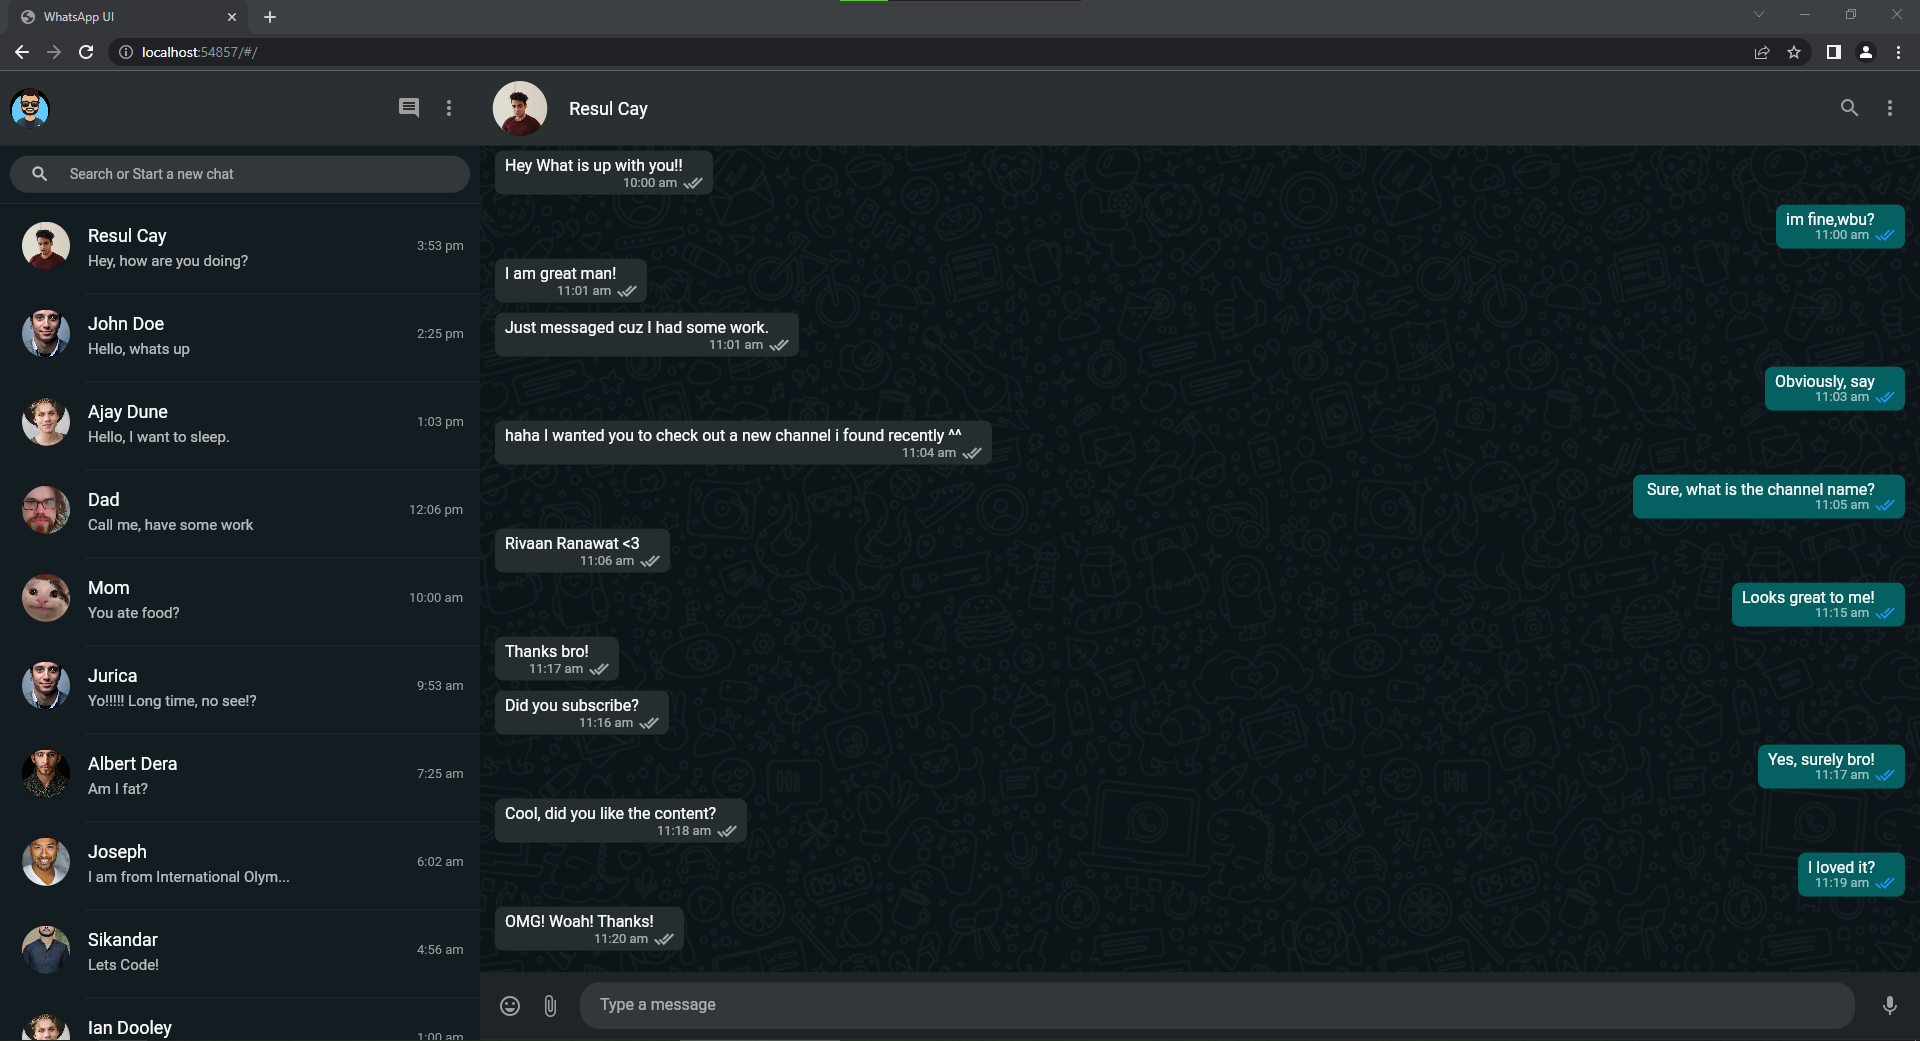 WhatsApp UI
localhost:54857/#/
Search or Start a new chat
Resul Cay
Hey, how are you doing?
3:53 pm
John Doe
Hello, whats up
2:25 pm
Ajay Dune
Hello, I want to sleep.
1:03 pm
Dad
Call me, have some work
12:06 pm
Mom
You ate food?
10:00 am
Jurica
Yo!!!!! Long time, no see!?
9:53 am
Albert Dera
Am I fat?
7:25 am
Joseph
I am from International Olym...
6:02 am
Sikandar
Lets Code!
4:56 am
Ian Dooley
1:00 am
Resul Cay
Hey What is up with you!!
10:00 am
im fine,wbu?
11:00 am
I am great man!
11:01 am
Just messaged cuz I had some work.
11:01 am
Obviously, say
11:03 am
haha I wanted you to check out a new channel i found recently ^^
11:04 am
Sure, what is the channel name?
11:05 am
Rivaan Ranawat <3
11:06 am
Looks great to me!
11:15 am
Thanks bro!
11:17 am
Did you subscribe?
11:16 am
Yes, surely bro!
11:17 am
Cool, did you like the content?
11:18 am
I loved it?
11:19 am
OMG! Woah! Thanks!
11:20 am
Type a message
Hi
Hi
09:28
09:28